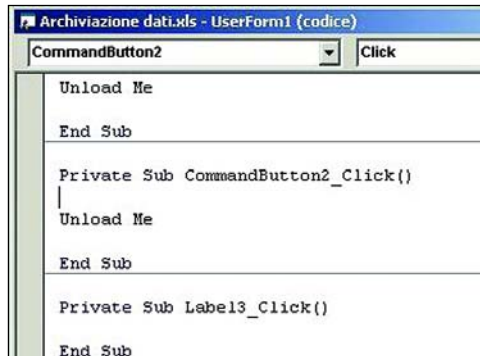 Archiviazione dati.xls - UserForm1 (codice)
CommandButton2 Click
Unload Me
End Sub
Private Sub CommandButton2_Click()
Unload Me
End Sub
Private Sub Label3_Click()
End Sub